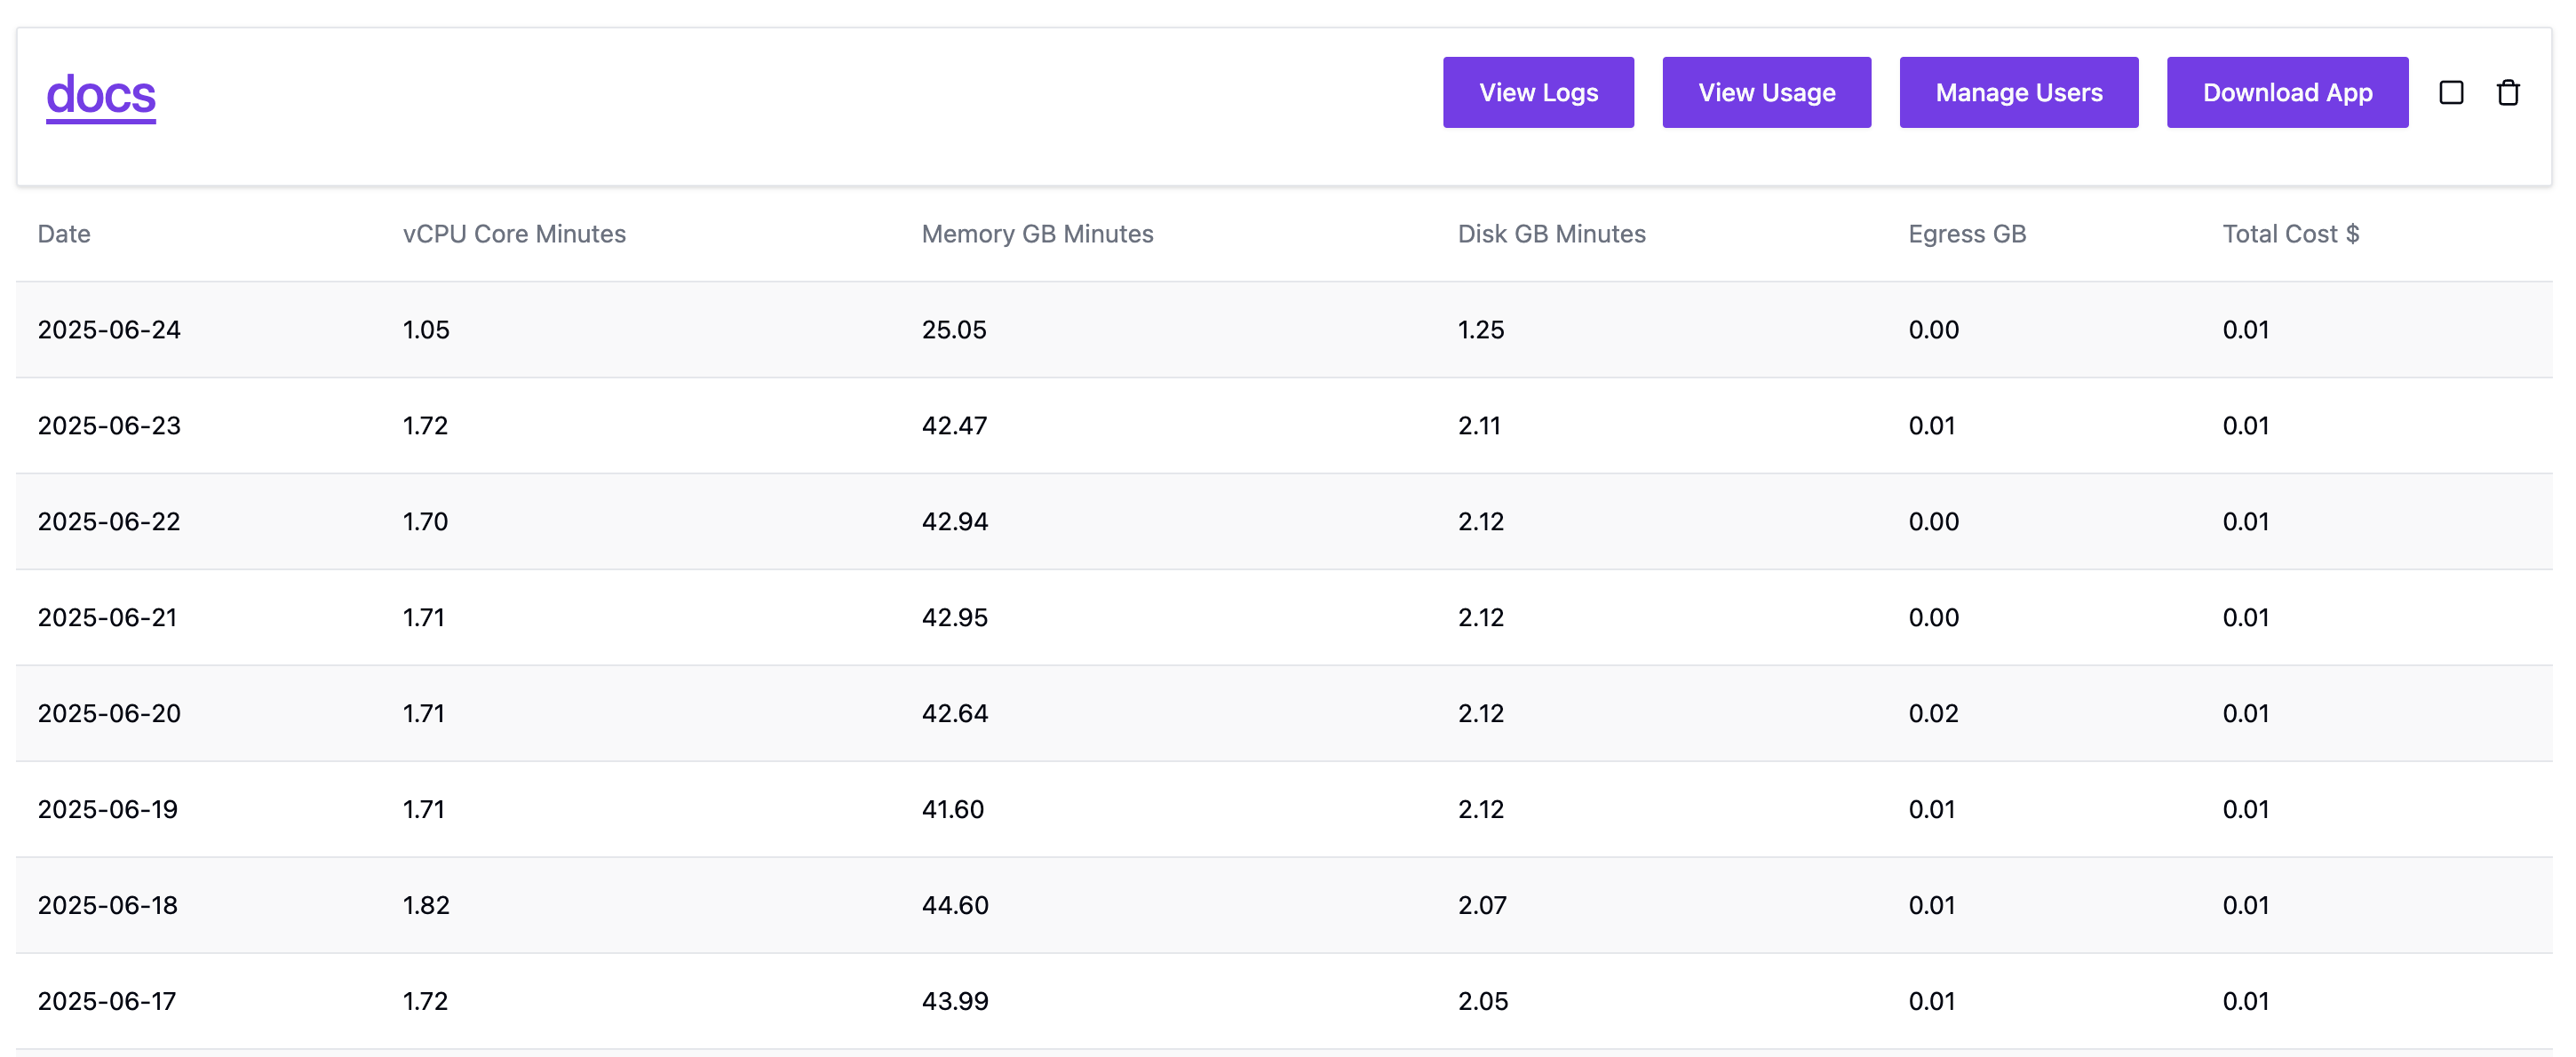 docs View Logs View Usage Manage Users Download App
Date vCPU Core Minutes Memory GB Minutes Disk GB Minutes Egress GB Total Cost $
2025-06-24 1.05 25.05 1.25 0.00 0.01
2025-06-23 1.72 42.47 2.11 0.01 0.01
2025-06-22 1.70 42.94 2.12 0.00 0.01
2025-06-21 1.71 42.95 2.12 0.00 0.01
2025-06-20 1.71 42.64 2.12 0.02 0.01
2025-06-19 1.71 41.60 2.12 0.01 0.01
2025-06-18 1.82 44.60 2.07 0.01 0.01
2025-06-17 1.72 43.99 2.05 0.01 0.01